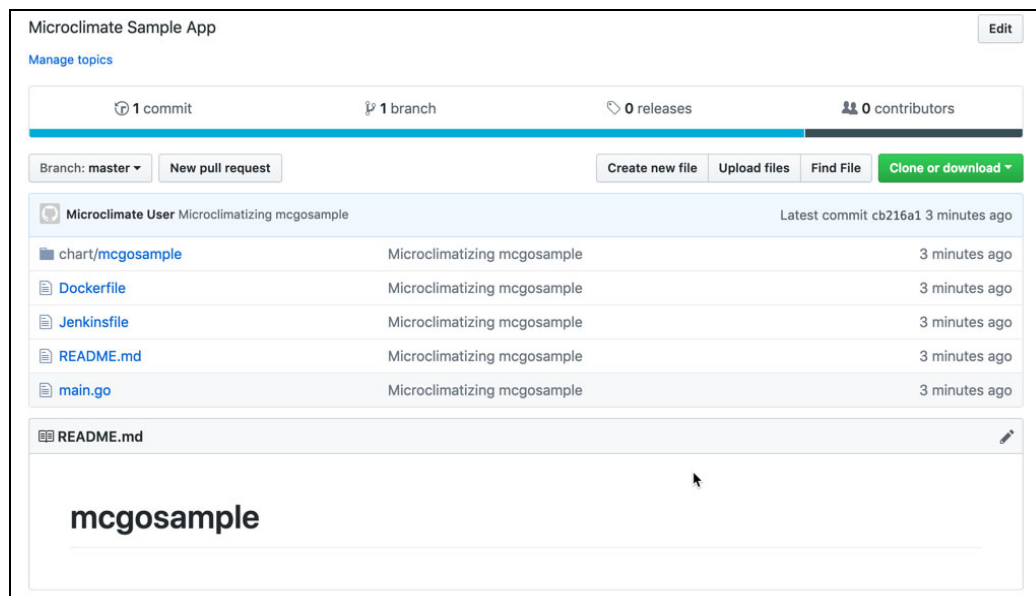 Microclimate Sample App Edit
Manage topics
1 commit 1 branch 0 releases 0 contributors
Branch: master New pull request Create new file Upload files Find File Clone or download
Microclimate User Microclimatizing mcgosample Latest commit cb216a1 3 minutes ago
chart/mcgosample Microclimatizing mcgosample 3 minutes ago
Dockerfile Microclimatizing mcgosample 3 minutes ago
Jenkinsfile Microclimatizing mcgosample 3 minutes ago
README.md Microclimatizing mcgosample 3 minutes ago
main.go Microclimatizing mcgosample 3 minutes ago
README.md
mcgosample